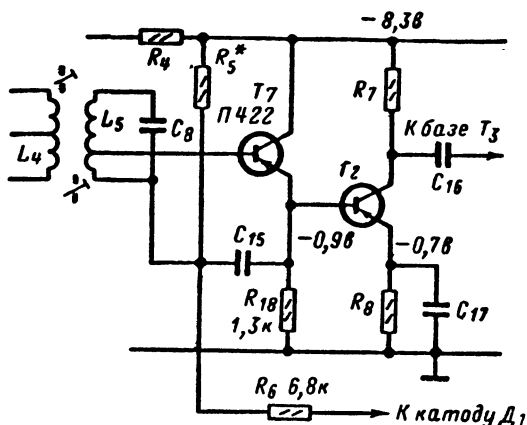 −8,3в
R4
R5*
T7
П422
R7
L4
L5
C8
К базе T3
C16
T2
−0,9в
−0,7в
C15
R18
1,3к
R8
C17
R6 6,8к
К катоду Д1